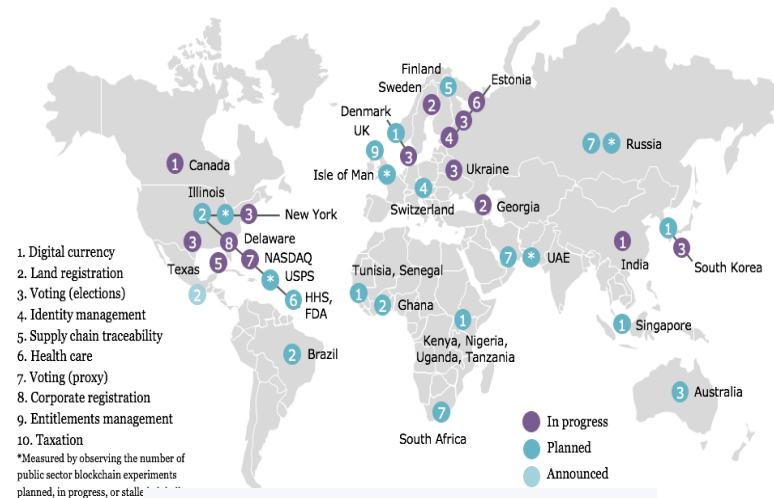 Finland
5
Estonia
Sweden
2
6
Denmark
3
1
4
UK
9
3
7
*
Russia
1
Canada
Isle of Man
*
3
Ukraine
Illinois
4
Switzerland
2
Georgia
2
*
3
New York
1
3
8
Delaware
1
3
South Korea
India
1. Digital currency
5
7
NASDAQ
7
*
UAE
2. Land registration
Texas
*
USPS
Tunisia, Senegal
3. Voting (elections)
2
6
HHS,
FDA
1
2
Ghana
4. Identity management
1
Kenya, Nigeria,
Uganda, Tanzania
1
Singapore
5. Supply chain traceability
6. Health care
2
Brazil
7. Voting (proxy)
8. Corporate registration
3
Australia
9. Entitlements management
7
South Africa
In progress
10. Taxation
Planned
*Measured by observing the number of
public sector blockchain experiments
Announced
planned, in progress, or